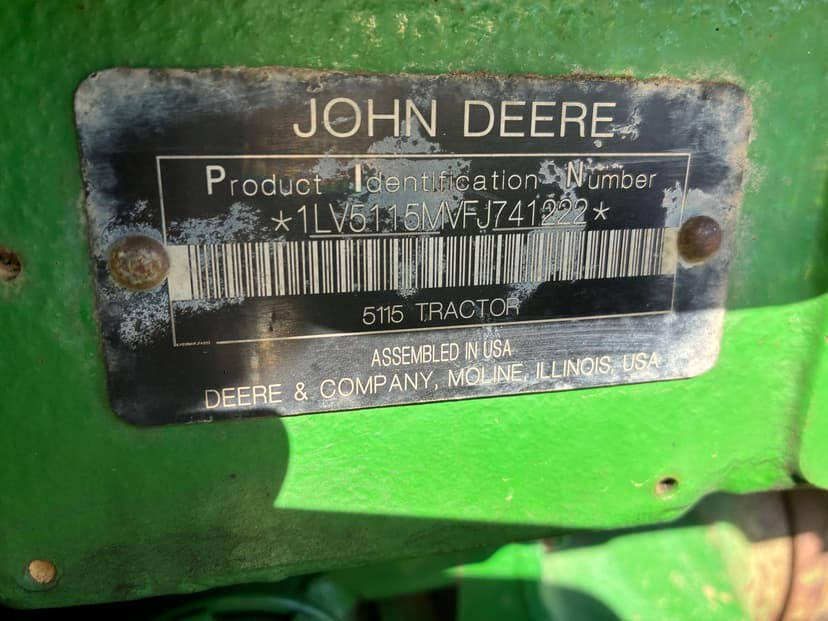 JOHN DEERE
Product Identification Number
*1LV5115MVFJ741222*
5115 TRACTOR
ASSEMBLED IN USA
DEERE & COMPANY, MOLINE, ILLINOIS, USA